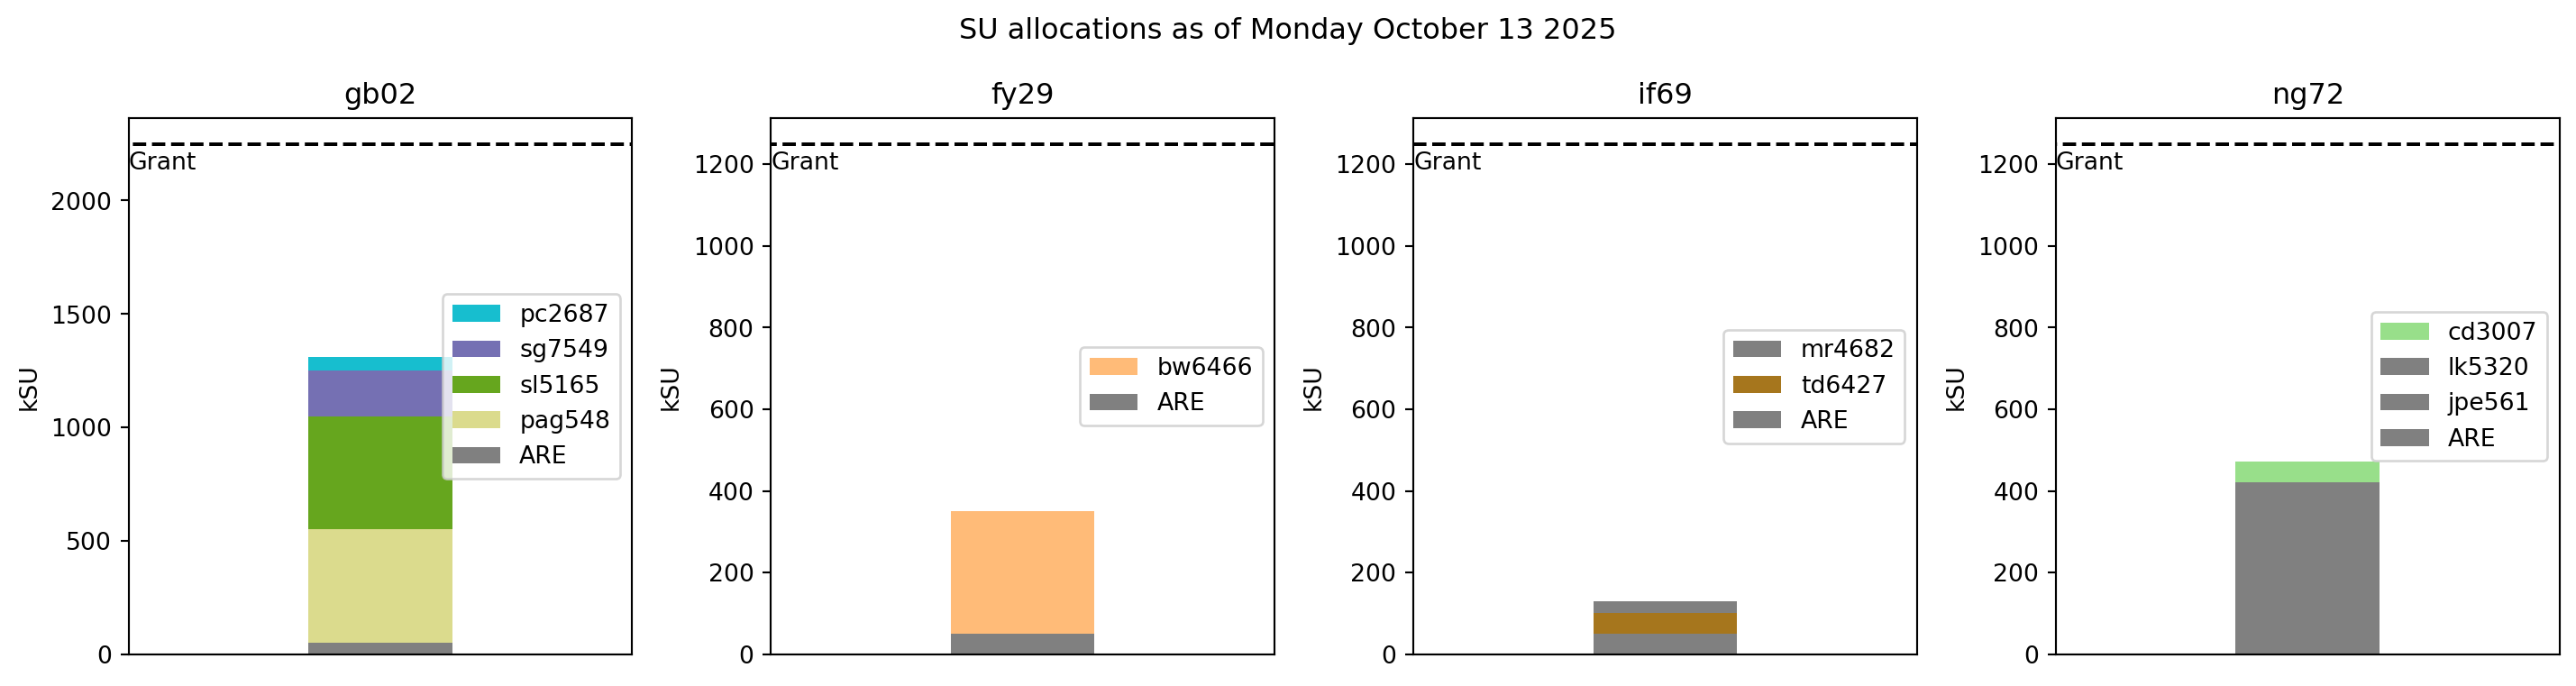 SU allocations as of Monday October 13 2025
gb02
kSU
2000
1500
1000
500
0
Grant
pc2687
sg7549
sl5165
pag548
ARE
fy29
kSU
1200
1000
800
600
400
200
0
Grant
bw6466
ARE
if69
kSU
1200
1000
800
600
400
200
0
Grant
mr4682
td6427
ARE
ng72
kSU
1200
1000
800
600
400
200
0
Grant
cd3007
lk5320
jpe561
ARE